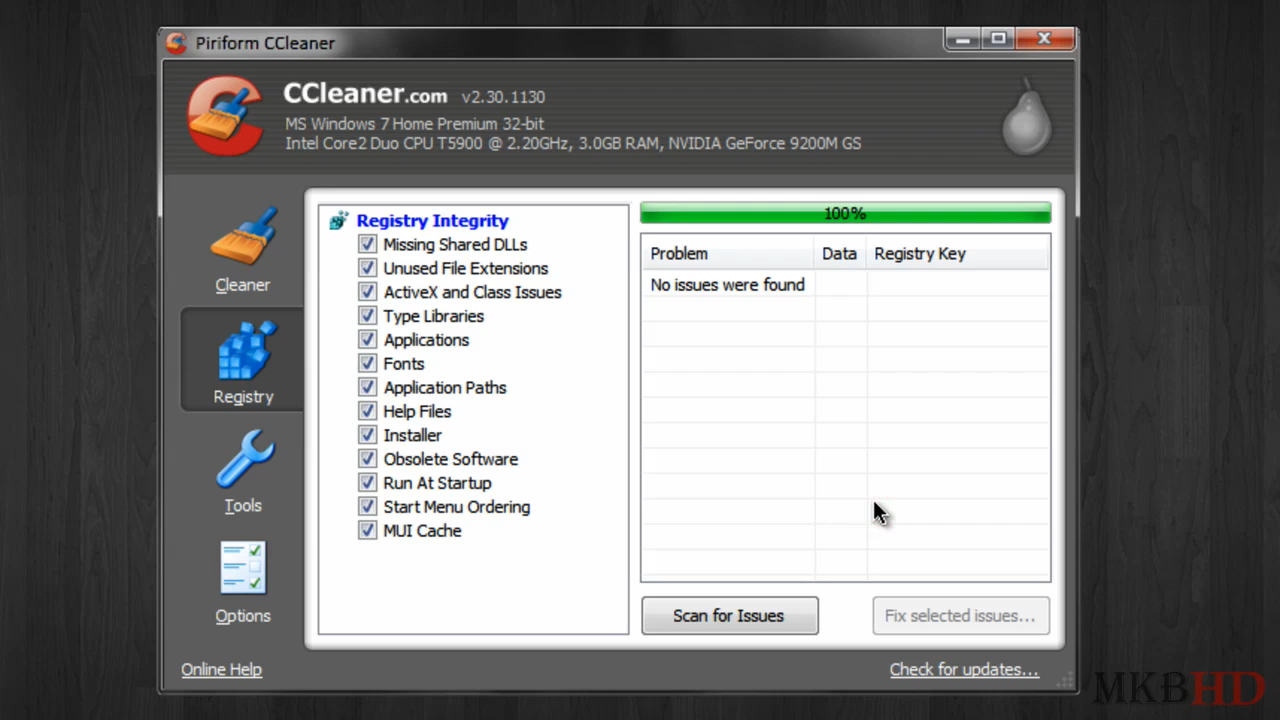 Piriform CCleaner
CCleaner.com v2.30.1130
MS Windows 7 Home Premium 32-bit
Intel Core2 Duo CPU T5900 @ 2.20GHz, 3.0GB RAM, NVIDIA GeForce 9200M GS
Cleaner
Registry
Tools
Options
Registry Integrity
Missing Shared DLLs
Unused File Extensions
ActiveX and Class Issues
Type Libraries
Applications
Fonts
Application Paths
Help Files
Installer
Obsolete Software
Run At Startup
Start Menu Ordering
MUI Cache
100%
Problem Data Registry Key
No issues were found
Scan for Issues Fix selected issues...
Online Help Check for updates...
MKBHD